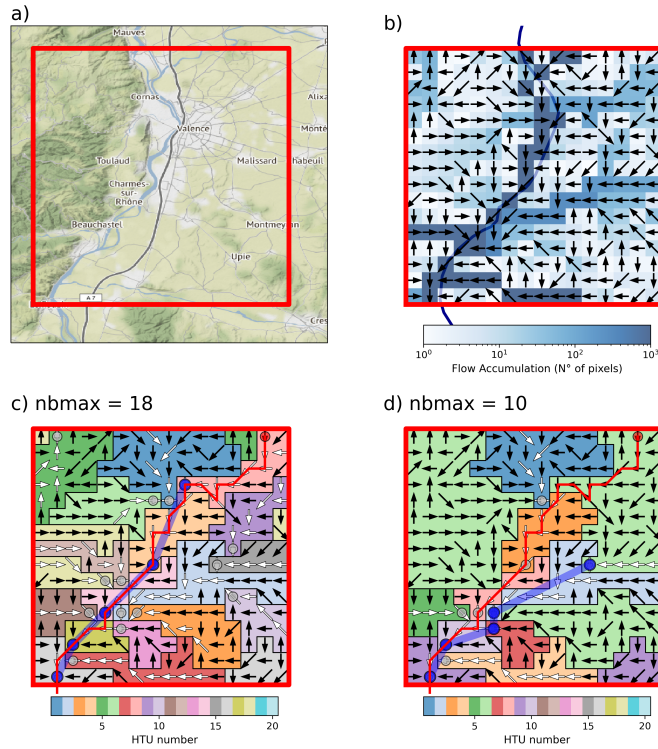 a)
Mauves
Cornas
Alixa
Valence
Monté
Toulaud
Malissard
habeuil
Charmes-
sur-
Rhône
Beauchastel
Montmeyran
Upie
A 7
Cres
b)
10⁰ 10¹ 10² 10³
Flow Accumulation (N° of pixels)
c) nbmax = 18
5 10 15 20
HTU number
d) nbmax = 10
5 10 15 20
HTU number